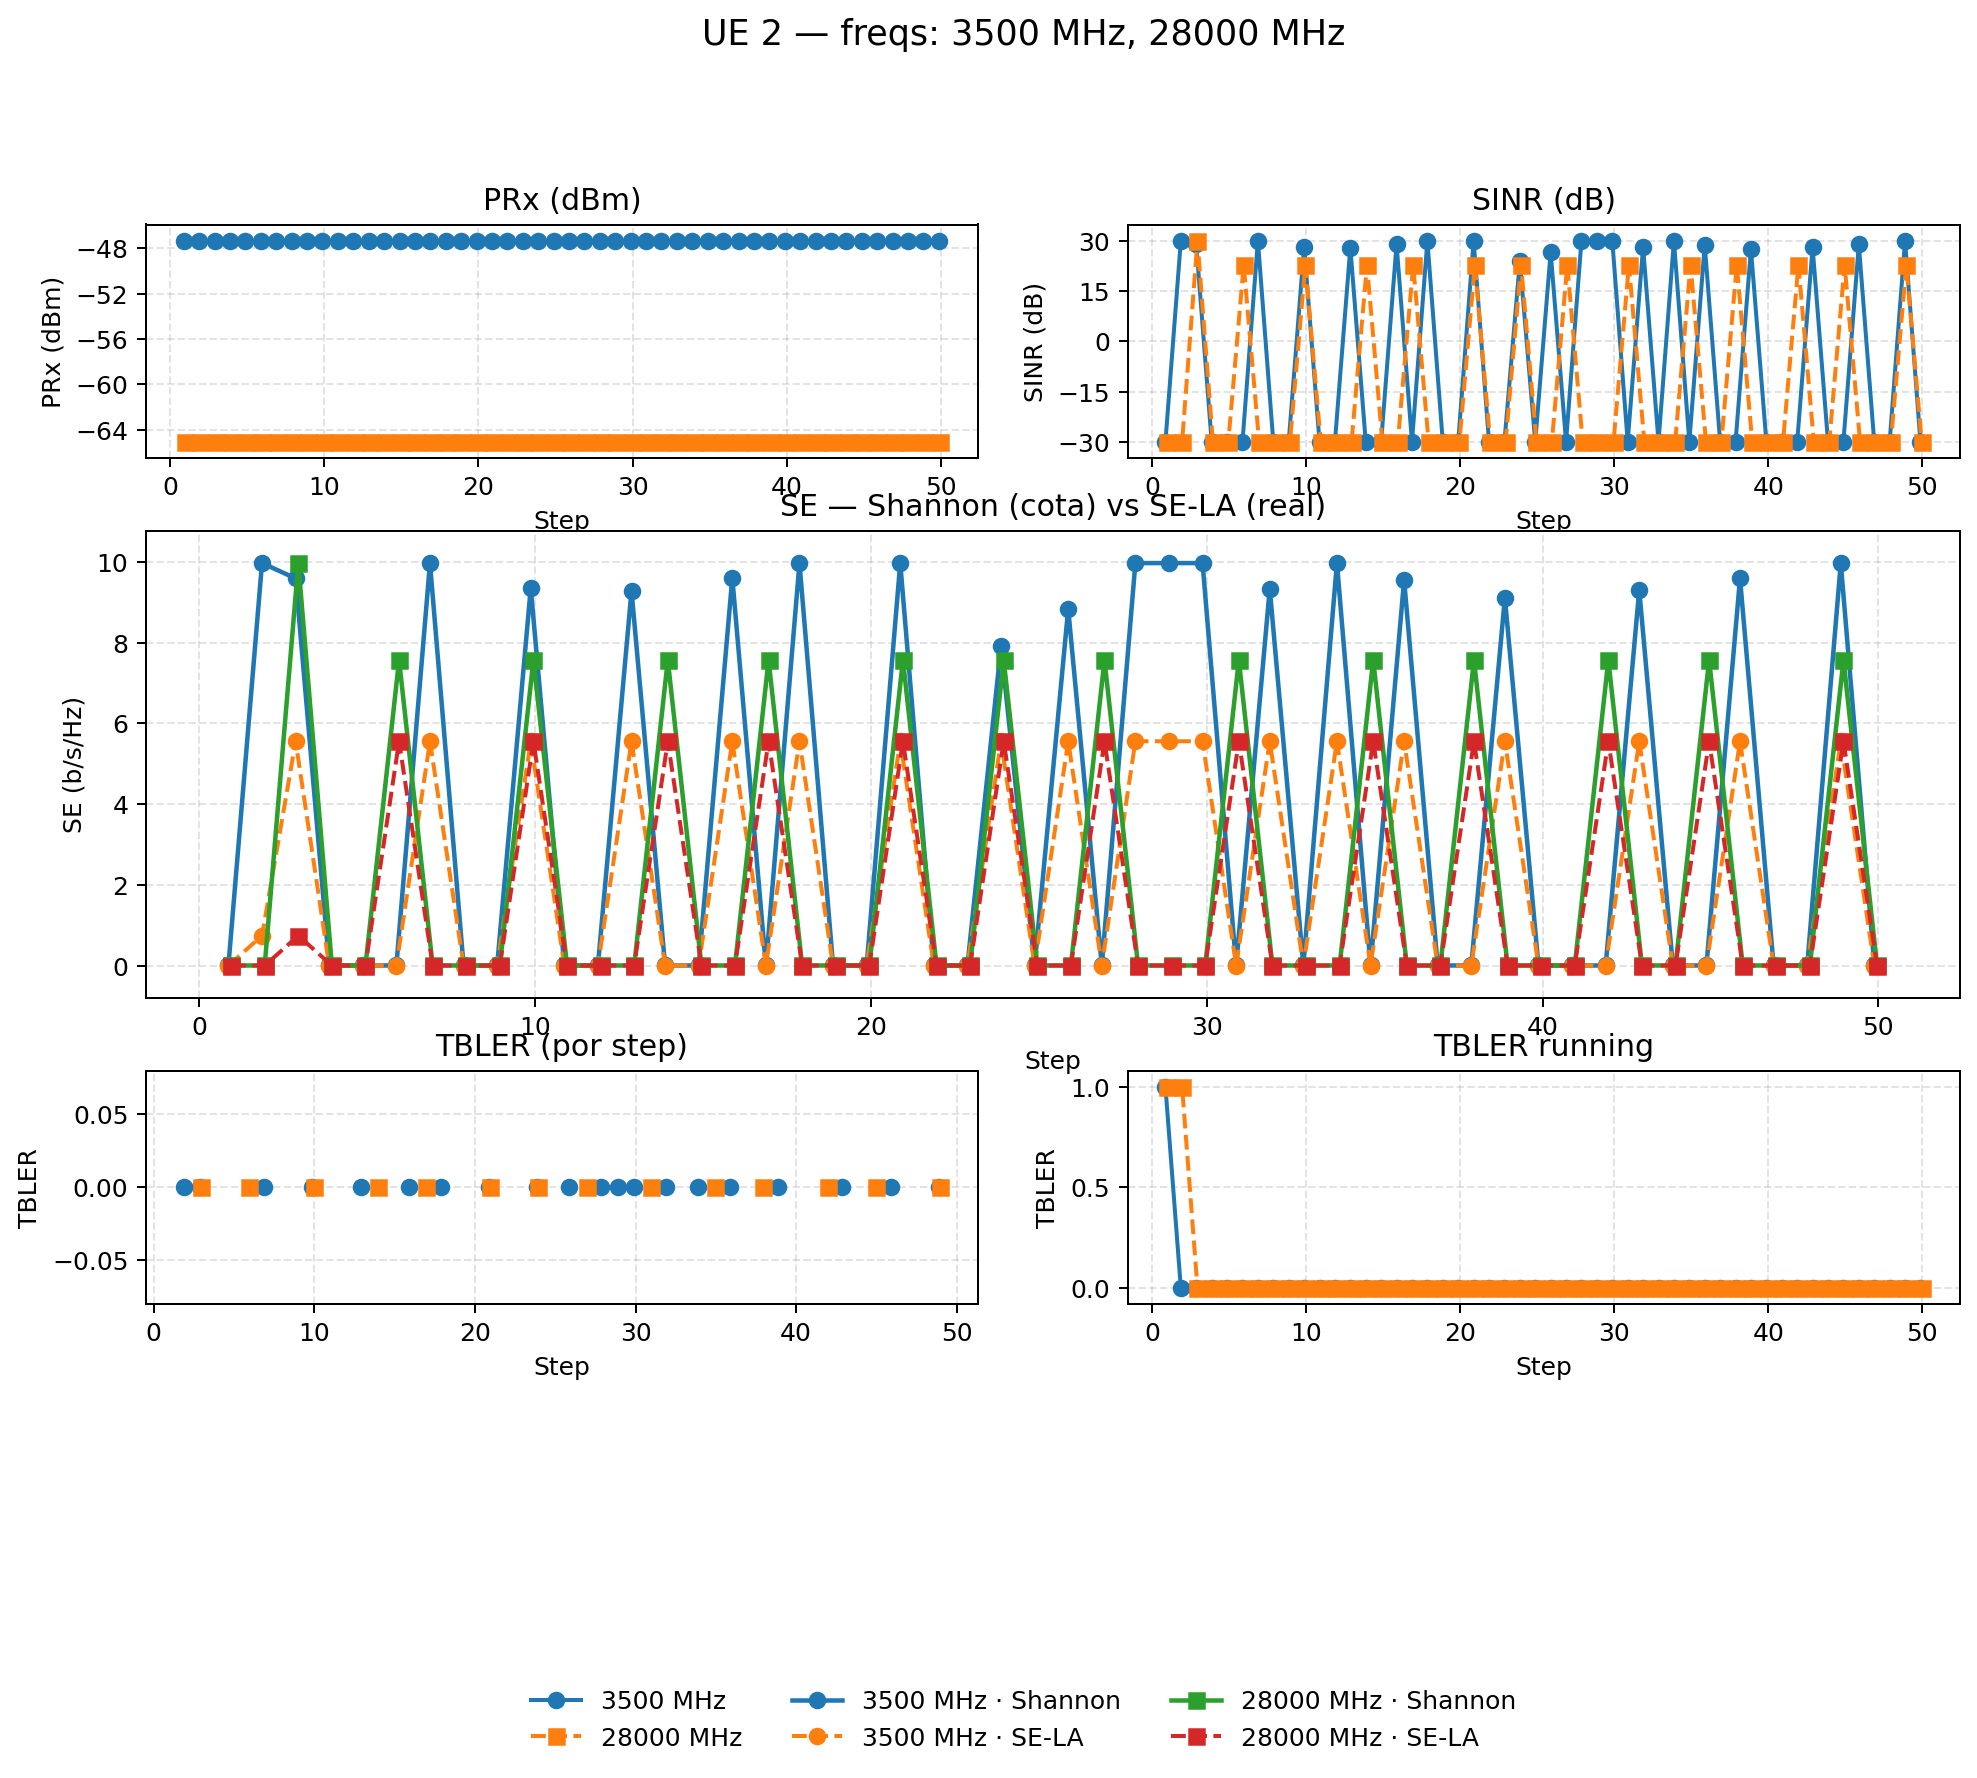 UE 2 — freqs: 3500 MHz, 28000 MHz
PRx (dBm)
PRx (dBm)
−48
−52
−56
−60
−64
0 10 20 30 40 50
Step
SINR (dB)
SINR (dB)
30
15
0
−15
−30
0 10 20 30 40 50
Step
SE — Shannon (cota) vs SE-LA (real)
SE (b/s/Hz)
10
8
6
4
2
0
0 10 20 30 40 50
Step
TBLER (por step)
TBLER
0.05
0.00
−0.05
0 10 20 30 40 50
Step
TBLER running
TBLER
1.0
0.5
0.0
0 10 20 30 40 50
Step
3500 MHz
28000 MHz
3500 MHz · Shannon
3500 MHz · SE-LA
28000 MHz · Shannon
28000 MHz · SE-LA